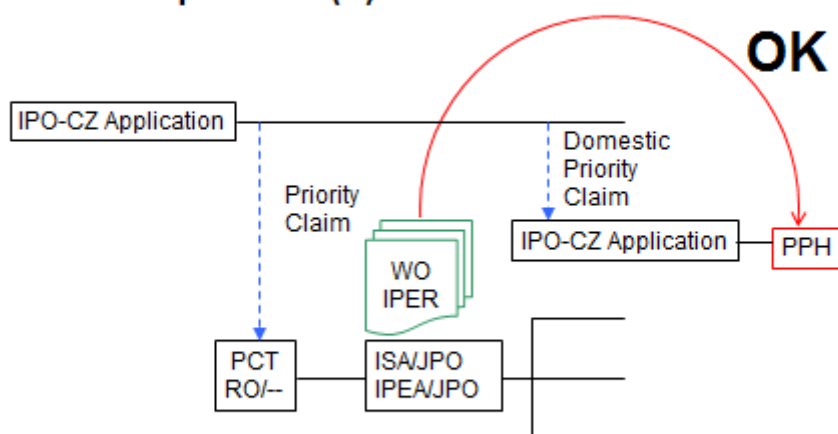 OK
IPO-CZ Application
Domestic
Priority
Claim
Priority
Claim
IPO-CZ Application
PPH
WO
IPER
PCT
RO/--
ISA/JPO
IPEA/JPO